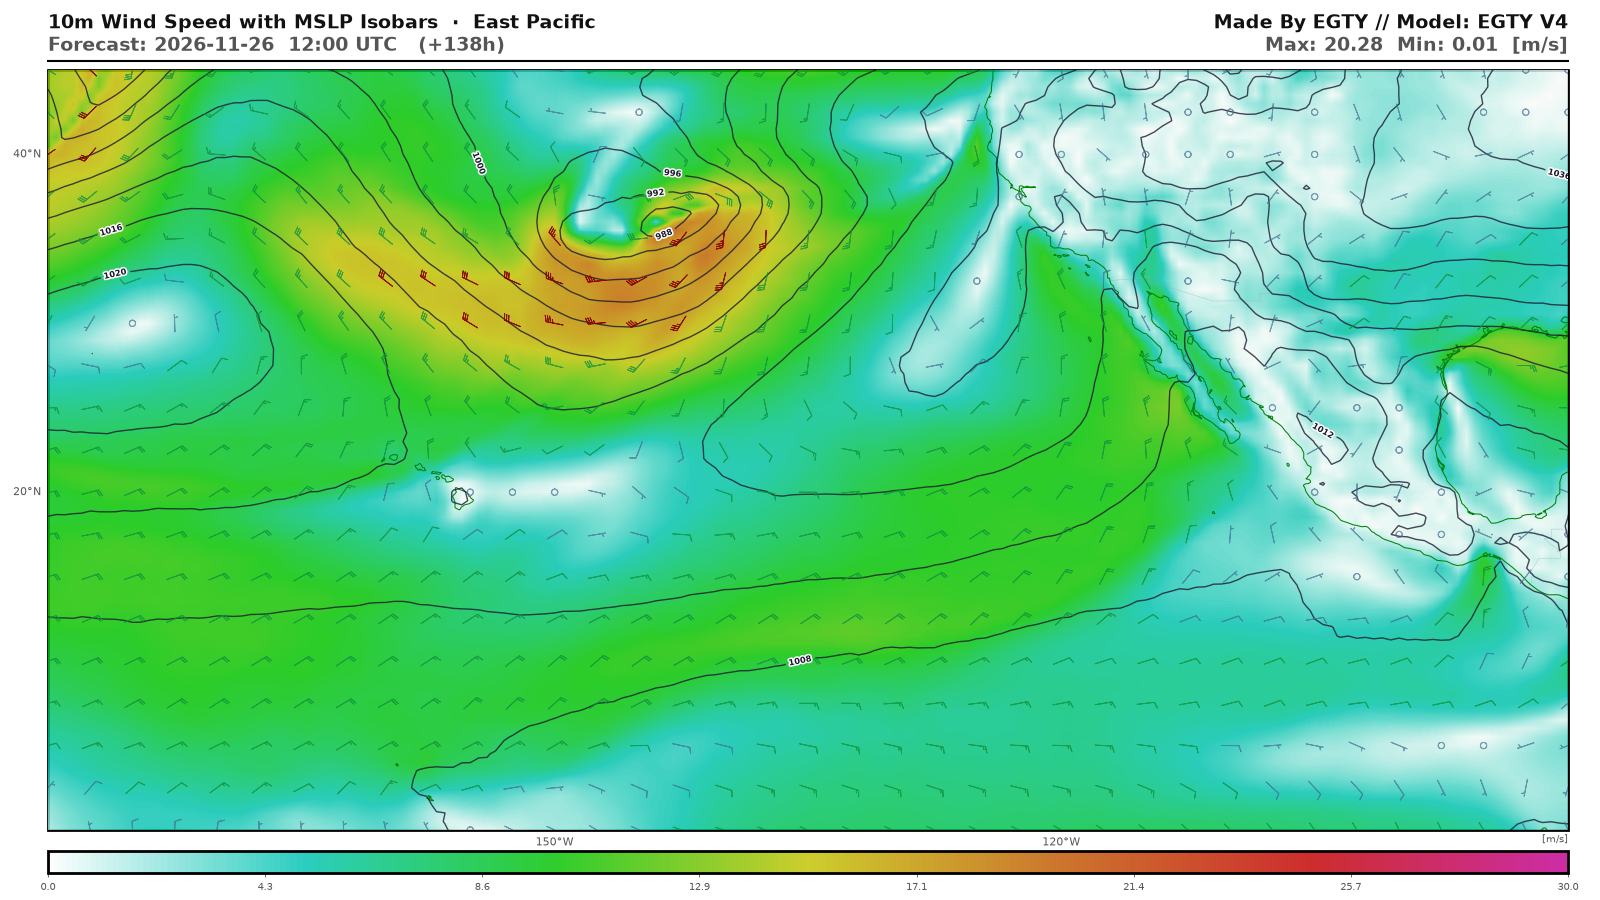 10m Wind Speed with MSLP Isobars · East Pacific
Made By EGTY // Model: EGTY V4
Forecast: 2026-11-26 12:00 UTC (+138h)
Max: 20.28 Min: 0.01 [m/s]
40°N
1000
996
1036
992
1016
988
1020
1012
20°N
1008
150°W
120°W
[m/s]
0.0
4.3
8.6
12.9
17.1
21.4
25.7
30.0